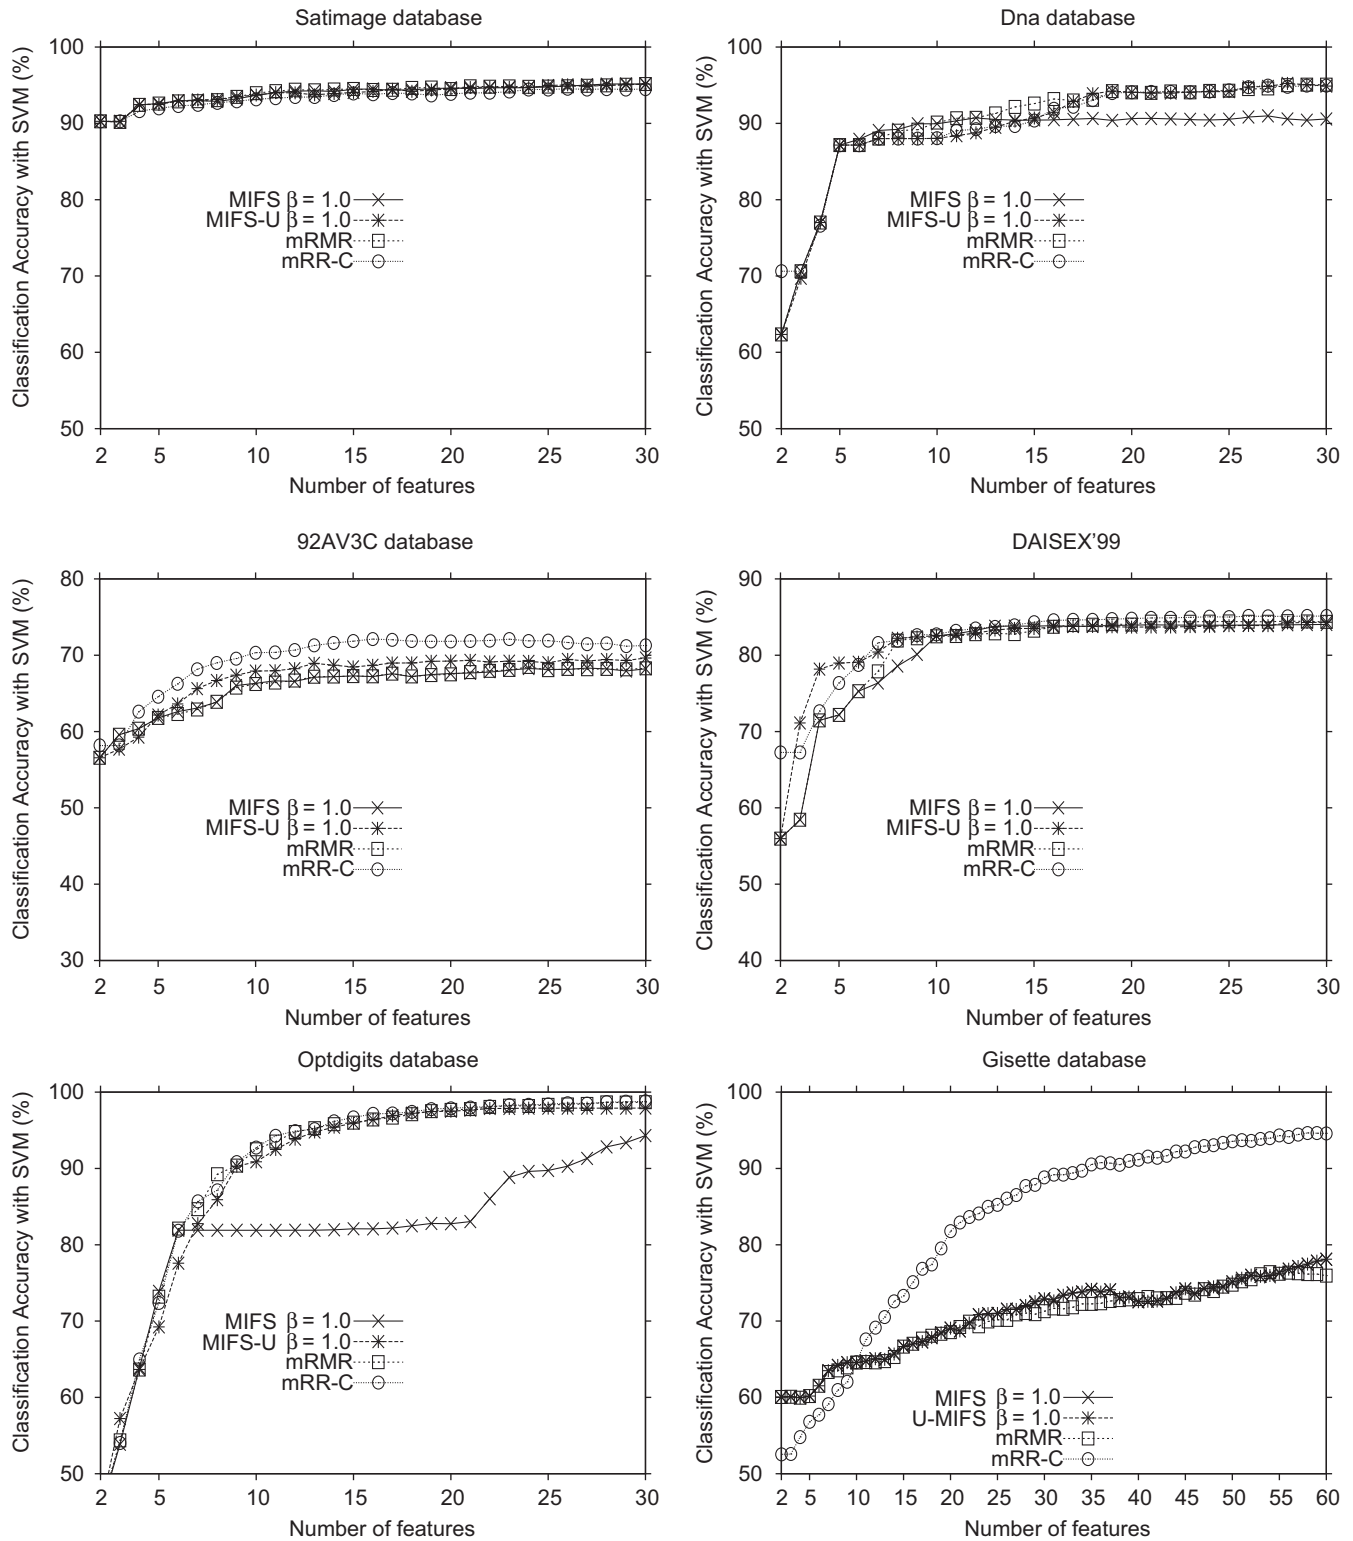 Satimage database
Classification Accuracy with SVM (%)
100
90
80
70
60
50
MIFS β = 1.0
MIFS-U β = 1.0
mRMR
mRR-C
2 5 10 15 20 25 30
Number of features
Dna database
Classification Accuracy with SVM (%)
100
90
80
70
60
50
MIFS β = 1.0
MIFS-U β = 1.0
mRMR
mRR-C
2 5 10 15 20 25 30
Number of features
92AV3C database
Classification Accuracy with SVM (%)
80
70
60
50
40
30
MIFS β = 1.0
MIFS-U β = 1.0
mRMR
mRR-C
2 5 10 15 20 25 30
Number of features
DAISEX'99
Classification Accuracy with SVM (%)
90
80
70
60
50
40
MIFS β = 1.0
MIFS-U β = 1.0
mRMR
mRR-C
2 5 10 15 20 25 30
Number of features
Optdigits database
Classification Accuracy with SVM (%)
100
90
80
70
60
50
MIFS β = 1.0
MIFS-U β = 1.0
mRMR
mRR-C
2 5 10 15 20 25 30
Number of features
Gisette database
Classification Accuracy with SVM (%)
100
90
80
70
60
50
MIFS β = 1.0
U-MIFS β = 1.0
mRMR
mRR-C
2 5 10 15 20 25 30 35 40 45 50 55 60
Number of features